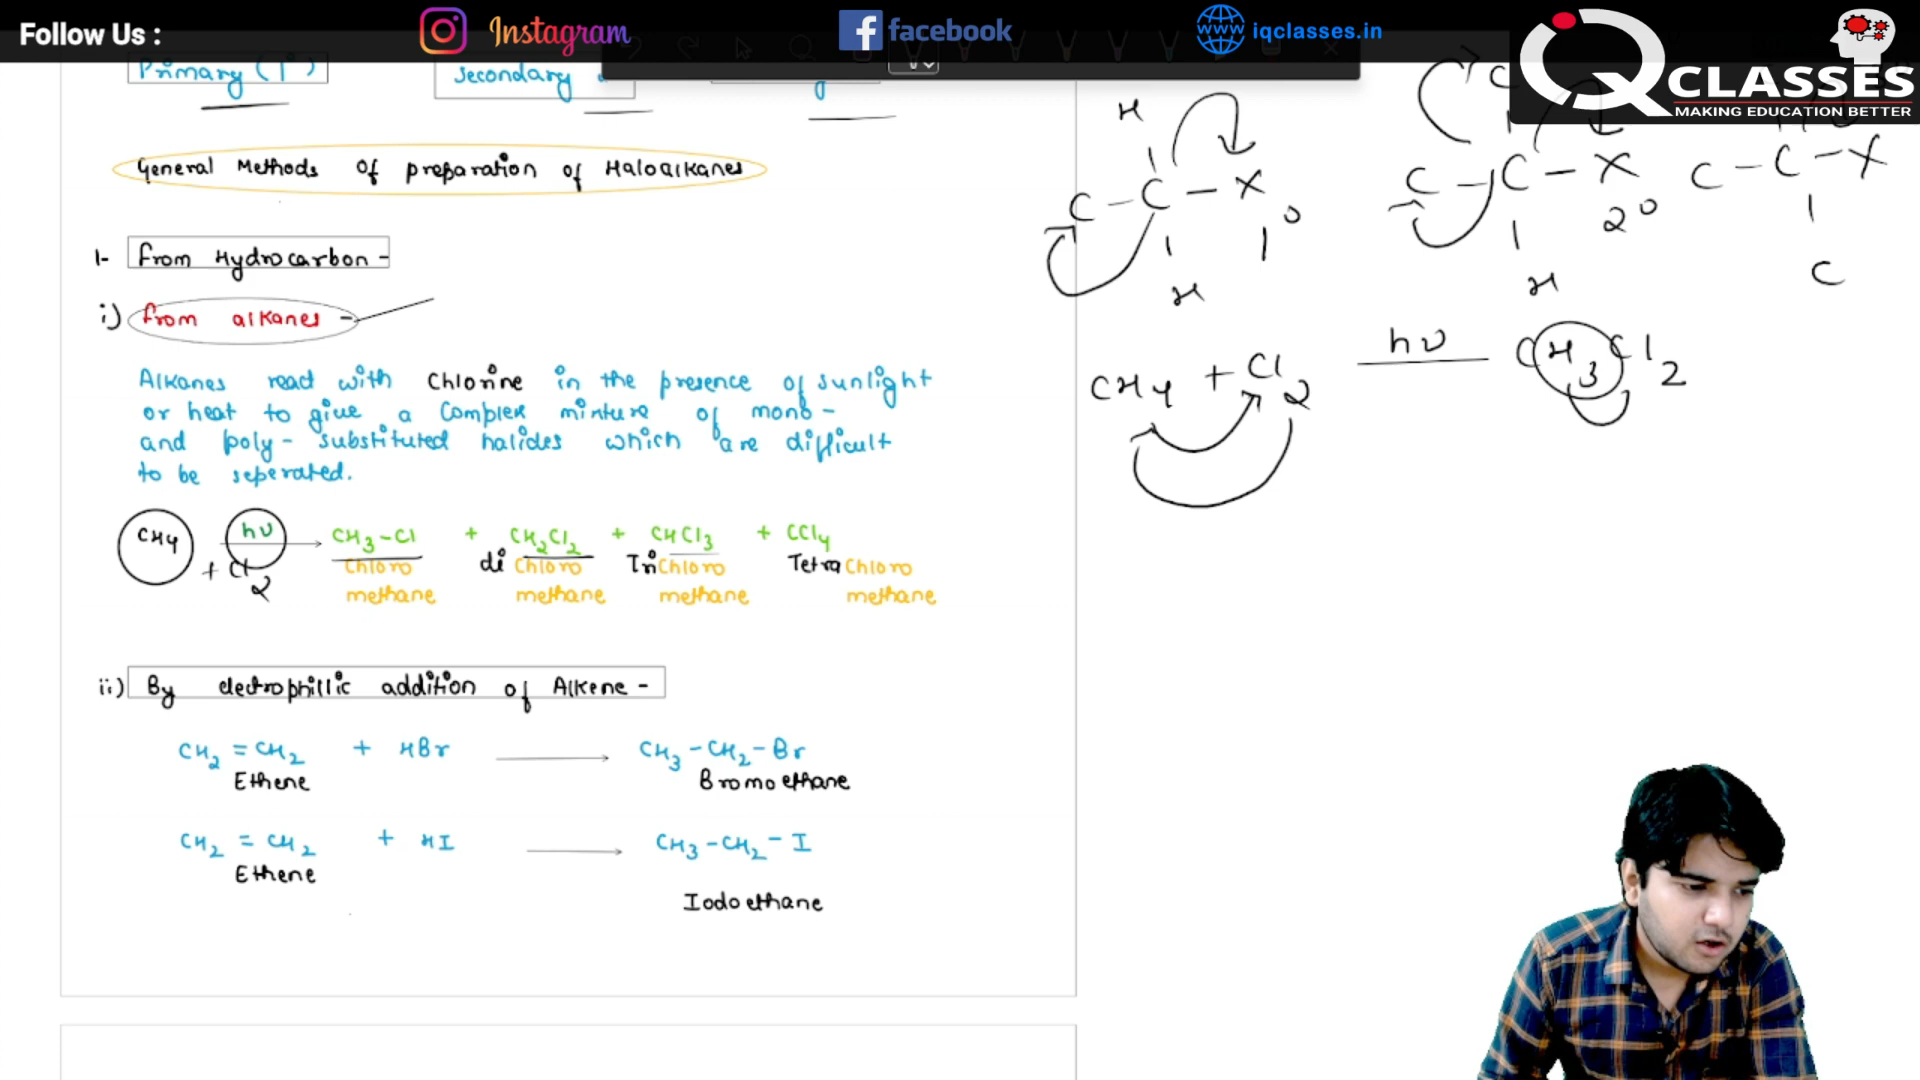 Follow Us :
Instagram
facebook
iqclasses.in
IQ CLASSES
MAKING EDUCATION BETTER
Primary (1°)
Secondary
General Methods of preparation of Haloalkanes
1- from Hydrocarbon -
i) from alkanes -
Alkanes react with Chlorine in the presence of sunlight
or heat to give a Complex mixture of mono -
and poly - substituted halides which are difficult
to be seperated.
CH4 + Cl2 hν CH3-Cl + CH2Cl2 + CHCl3 + CCl4
Chloro di Chloro Tri Chloro Tetra Chloro
methane methane methane methane
ii) By electrophillic addition of Alkene -
CH2 = CH2 + HBr CH3 - CH2 - Br
Ethene Bromo ethane
CH2 = CH2 + HI CH3 - CH2 - I
Ethene
Iodo ethane
H
C - C - X
1°
H
C
C - C - X
2°
H
C - C - X
C
CH4 + Cl2 hν CH3Cl2